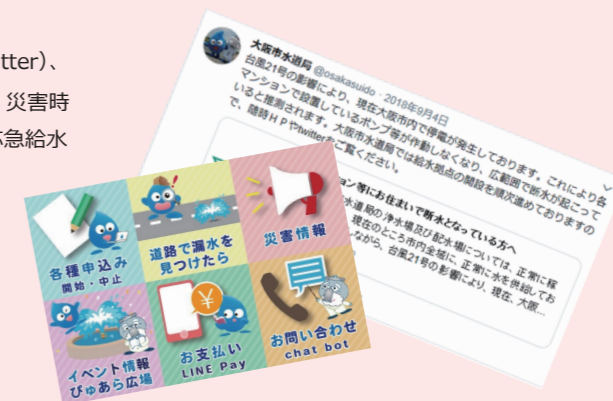 tter)、
災害時
応急給水
大阪市水道局 @osakasuido · 2018年9月4日
台風21号の影響により、現在大阪市内で停電が発生しております。これにより各
マンションで設置しているポンプ等が作動しなくなり、広範囲で断水が起こって
いると推測されます。大阪市水道局では給水拠点の開設を順次進めておりますの
で、随時ＨＰやtwitterをご覧ください。
ション等にお住まいで断水となっている方へ
水道局の浄水場及び配水場については、正常に稼
現在のところ市内全域に、正常に水を供給してお
しながら、台風21号の影響により、現在、大阪...
各種申込み
開始・中止
道路で漏水を
見つけたら
災害情報
イベント情報
ぴゅあら広場
お支払い
LINE Pay
お問い合わせ
chat bot